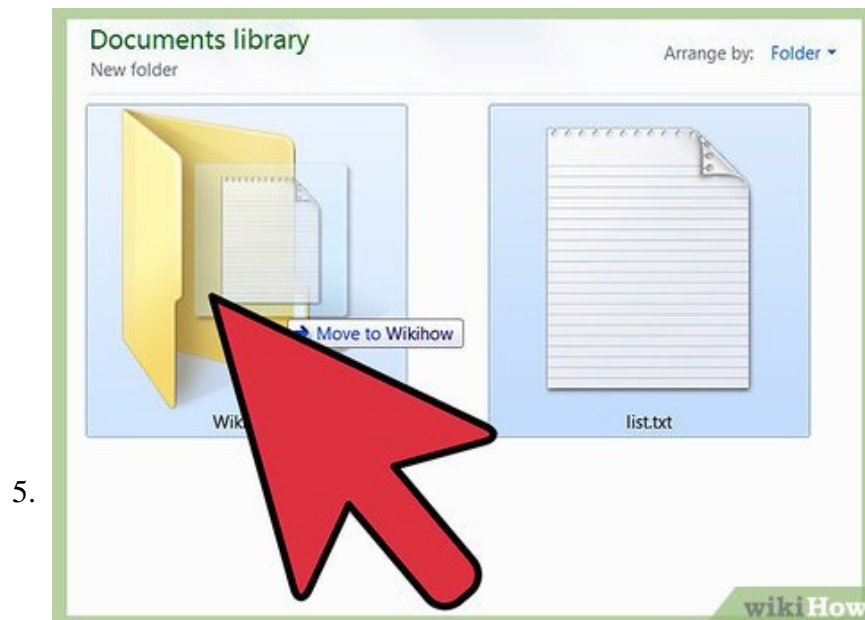 Documents library
New folder
Arrange by: Folder
Move to Wikihow
list.txt
5.
wikiHow